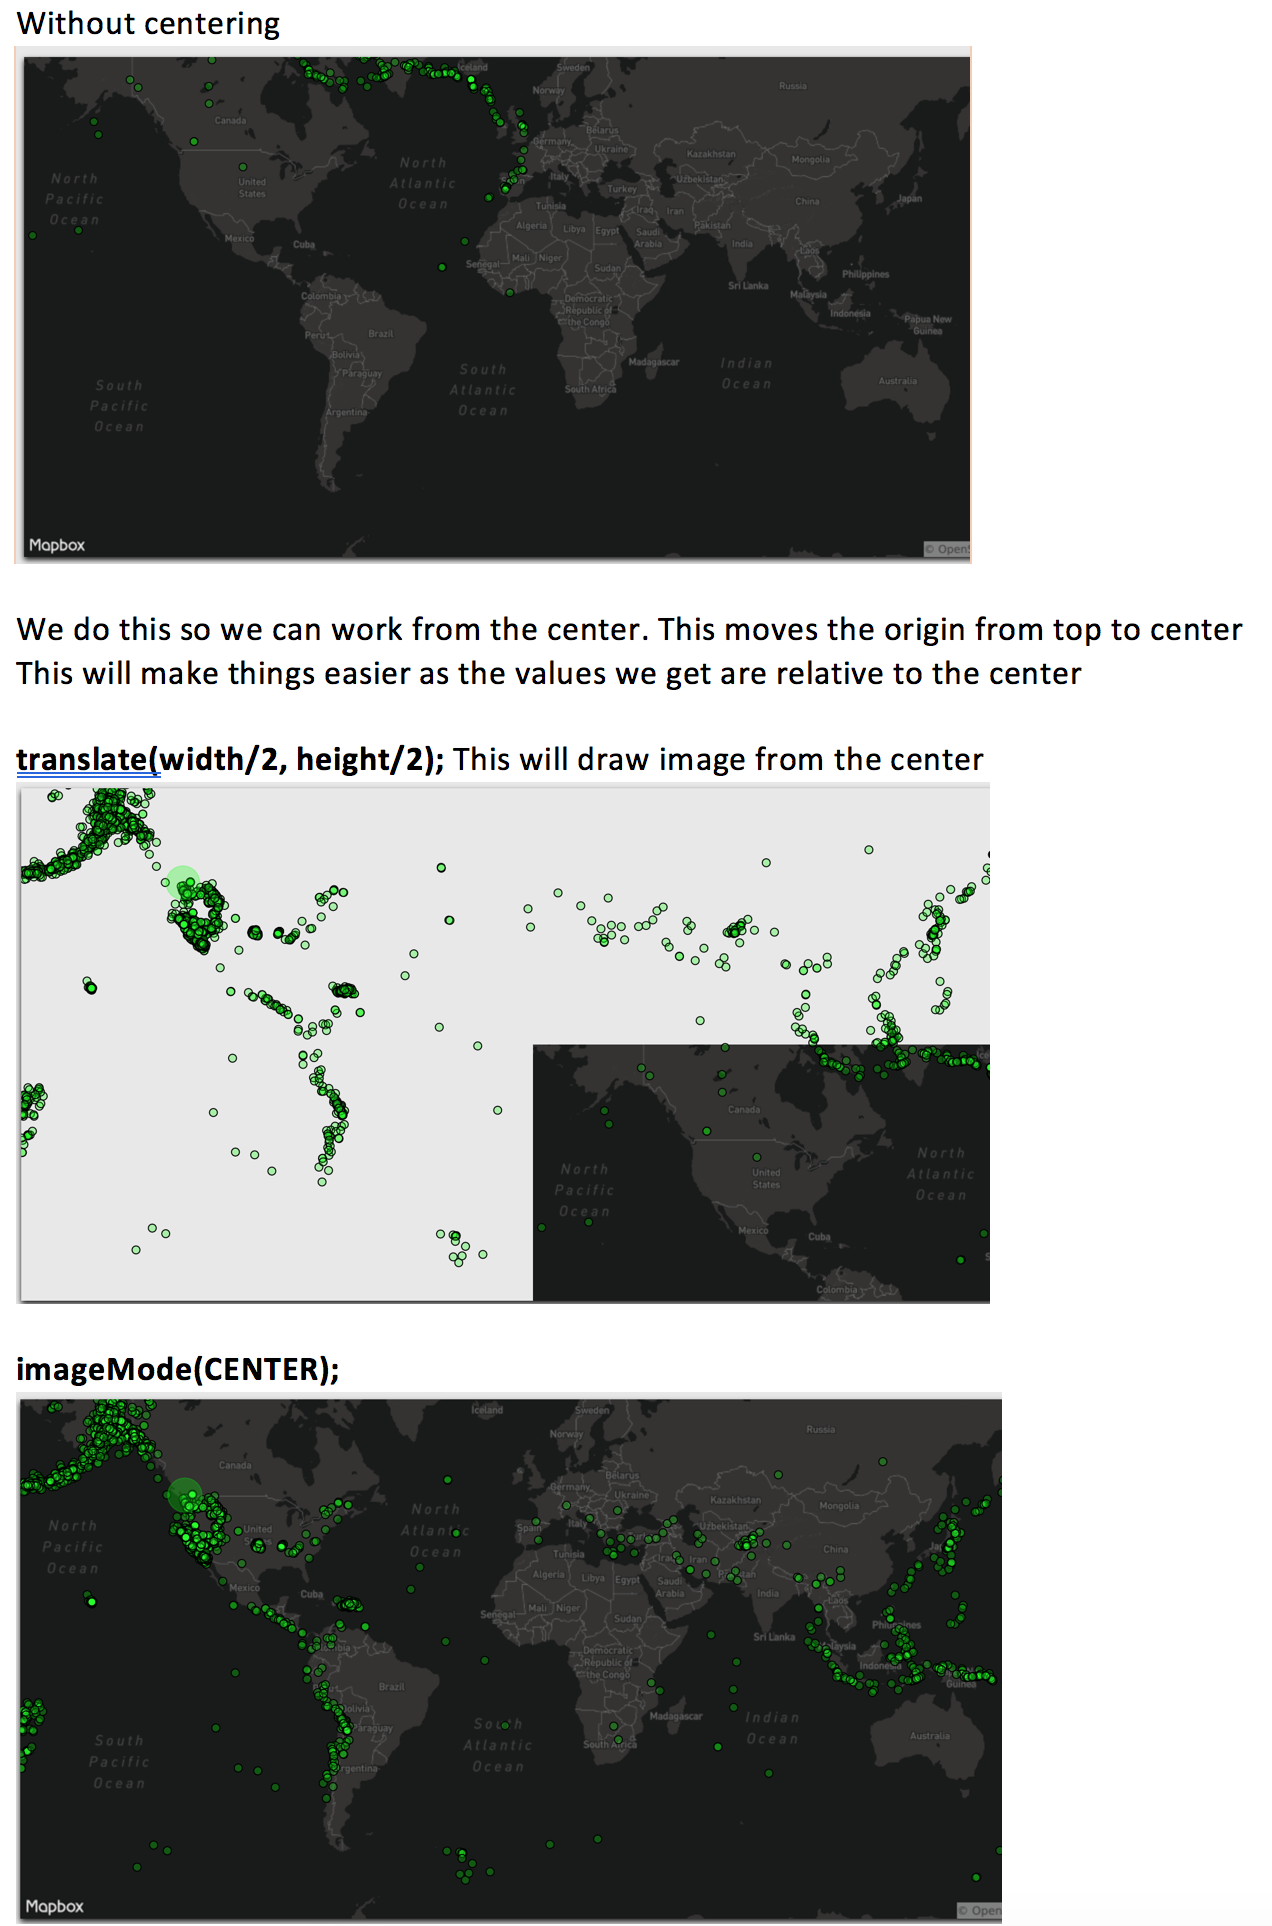 Without centering
Iceland
Sweden
Norway
Russia
Canada
Belarus
Germany
Ukraine
Kazakhstan
Mongolia
North
Pacific
Ocean
North
Atlantic
Ocean
United
States
Italy
Uzbekistan
Turkey
China
Japan
Tunisia
Iraq
Iran
Pakistan
Algeria
Libya
Egypt
Saudi
Arabia
India
Laos
Mexico
Cuba
Senegal
Mali
Niger
Sudan
Philippines
Sri Lanka
Malaysia
Colombia
Democratic
Republic of
the Congo
Indonesia
Papua New
Guinea
Peru
Brazil
Bolivia
Paraguay
Madagascar
South
Pacific
Ocean
South
Atlantic
Ocean
Indian
Ocean
South Africa
Australia
Argentina
Mapbox
© OpenS
We do this so we can work from the center. This moves the origin from top to center
This will make things easier as the values we get are relative to the center
translate(width/2, height/2); This will draw image from the center
Canada
North
Pacific
Ocean
United
States
North
Atlantic
Ocean
Mexico
Cuba
Colombia
imageMode(CENTER);
Iceland
Sweden
Norway
Russia
Canada
Belarus
Germany
Ukraine
Kazakhstan
Mongolia
North
Pacific
Ocean
North
Atlantic
Ocean
United
Spain
Italy
Uzbekistan
China
Tunisia
Iraq
Iran
Algeria
Libya
Egypt
Saudi
Arabia
India
Laos
Mexico
Cuba
Senegal
Mali
Niger
Sudan
Philippines
Sri Lanka
Democratic
Republic of
the Congo
Indonesia
Guinea
Brazil
Madagascar
South
Pacific
Ocean
South
Atlantic
Ocean
Indian
Ocean
South Africa
Australia
Mapbox
© Open